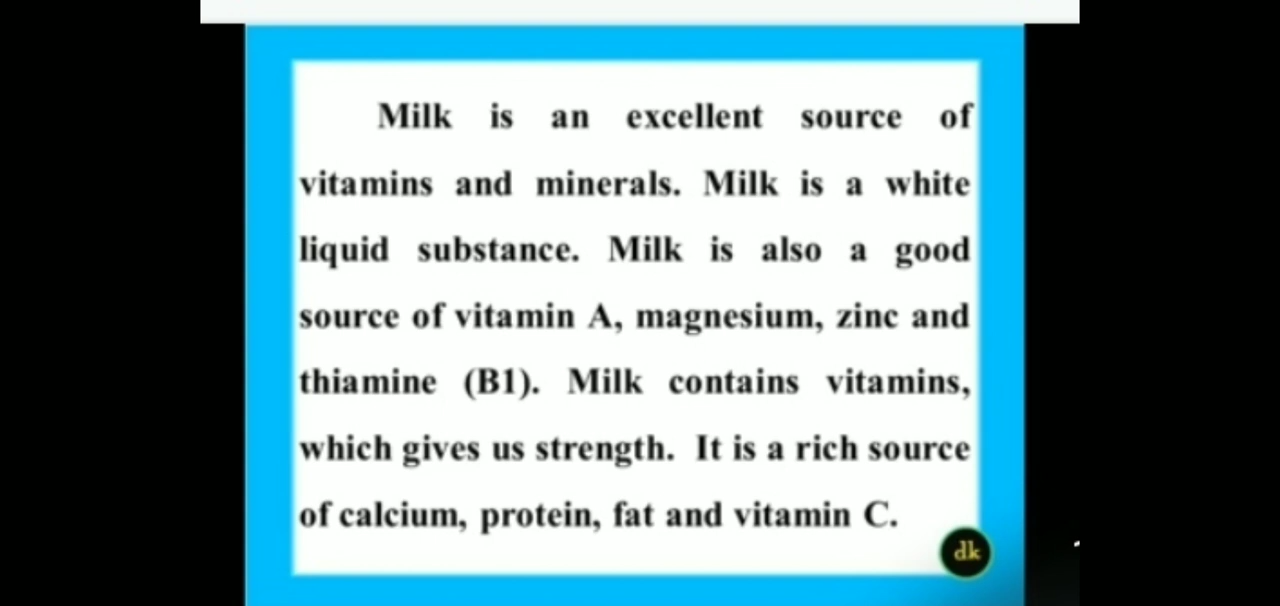 Milk is an excellent source of
vitamins and minerals. Milk is a white
liquid substance. Milk is also a good
source of vitamin A, magnesium, zinc and
thiamine (B1). Milk contains vitamins,
which gives us strength. It is a rich source
of calcium, protein, fat and vitamin C.
dk